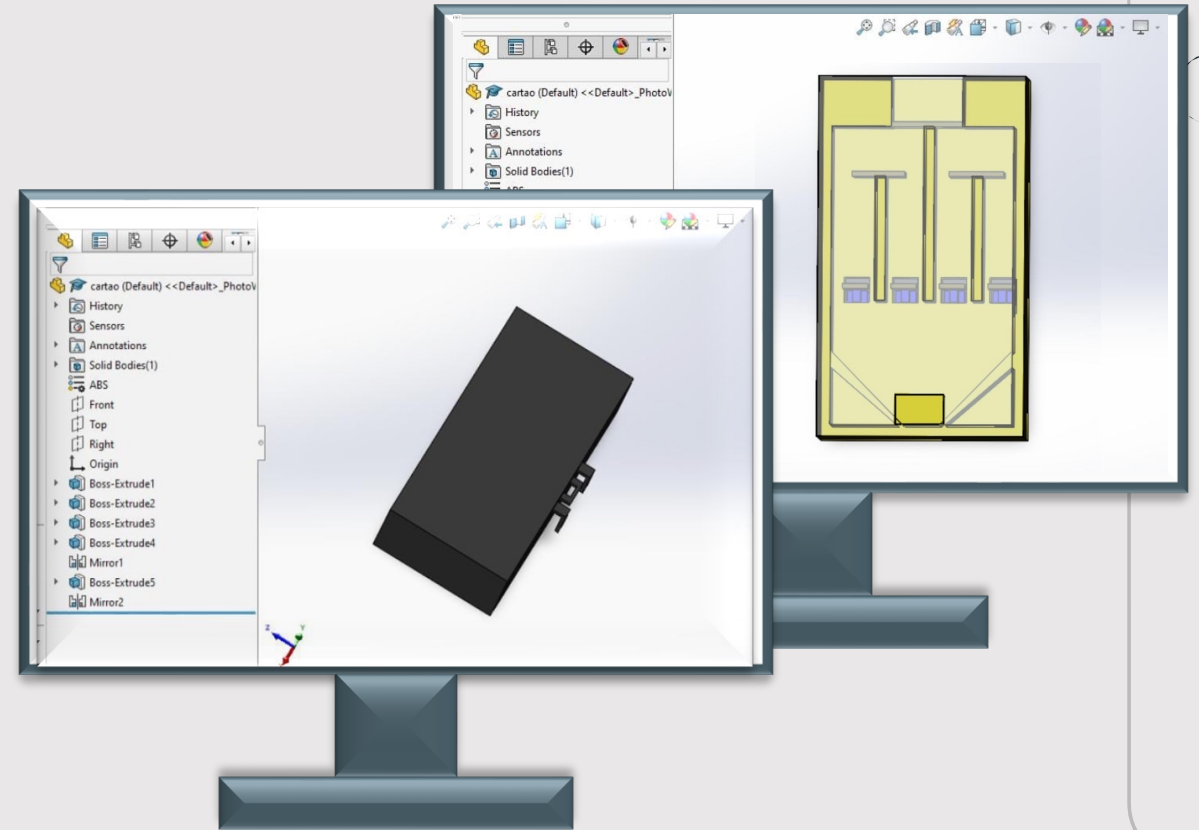 cartao (Default) <<Default>_PhotoV
History
Sensors
Annotations
Solid Bodies(1)
cartao (Default) <<Default>_PhotoV
History
Sensors
Annotations
Solid Bodies(1)
ABS
Front
Top
Right
Origin
Boss-Extrude1
Boss-Extrude2
Boss-Extrude3
Boss-Extrude4
Mirror1
Boss-Extrude5
Mirror2